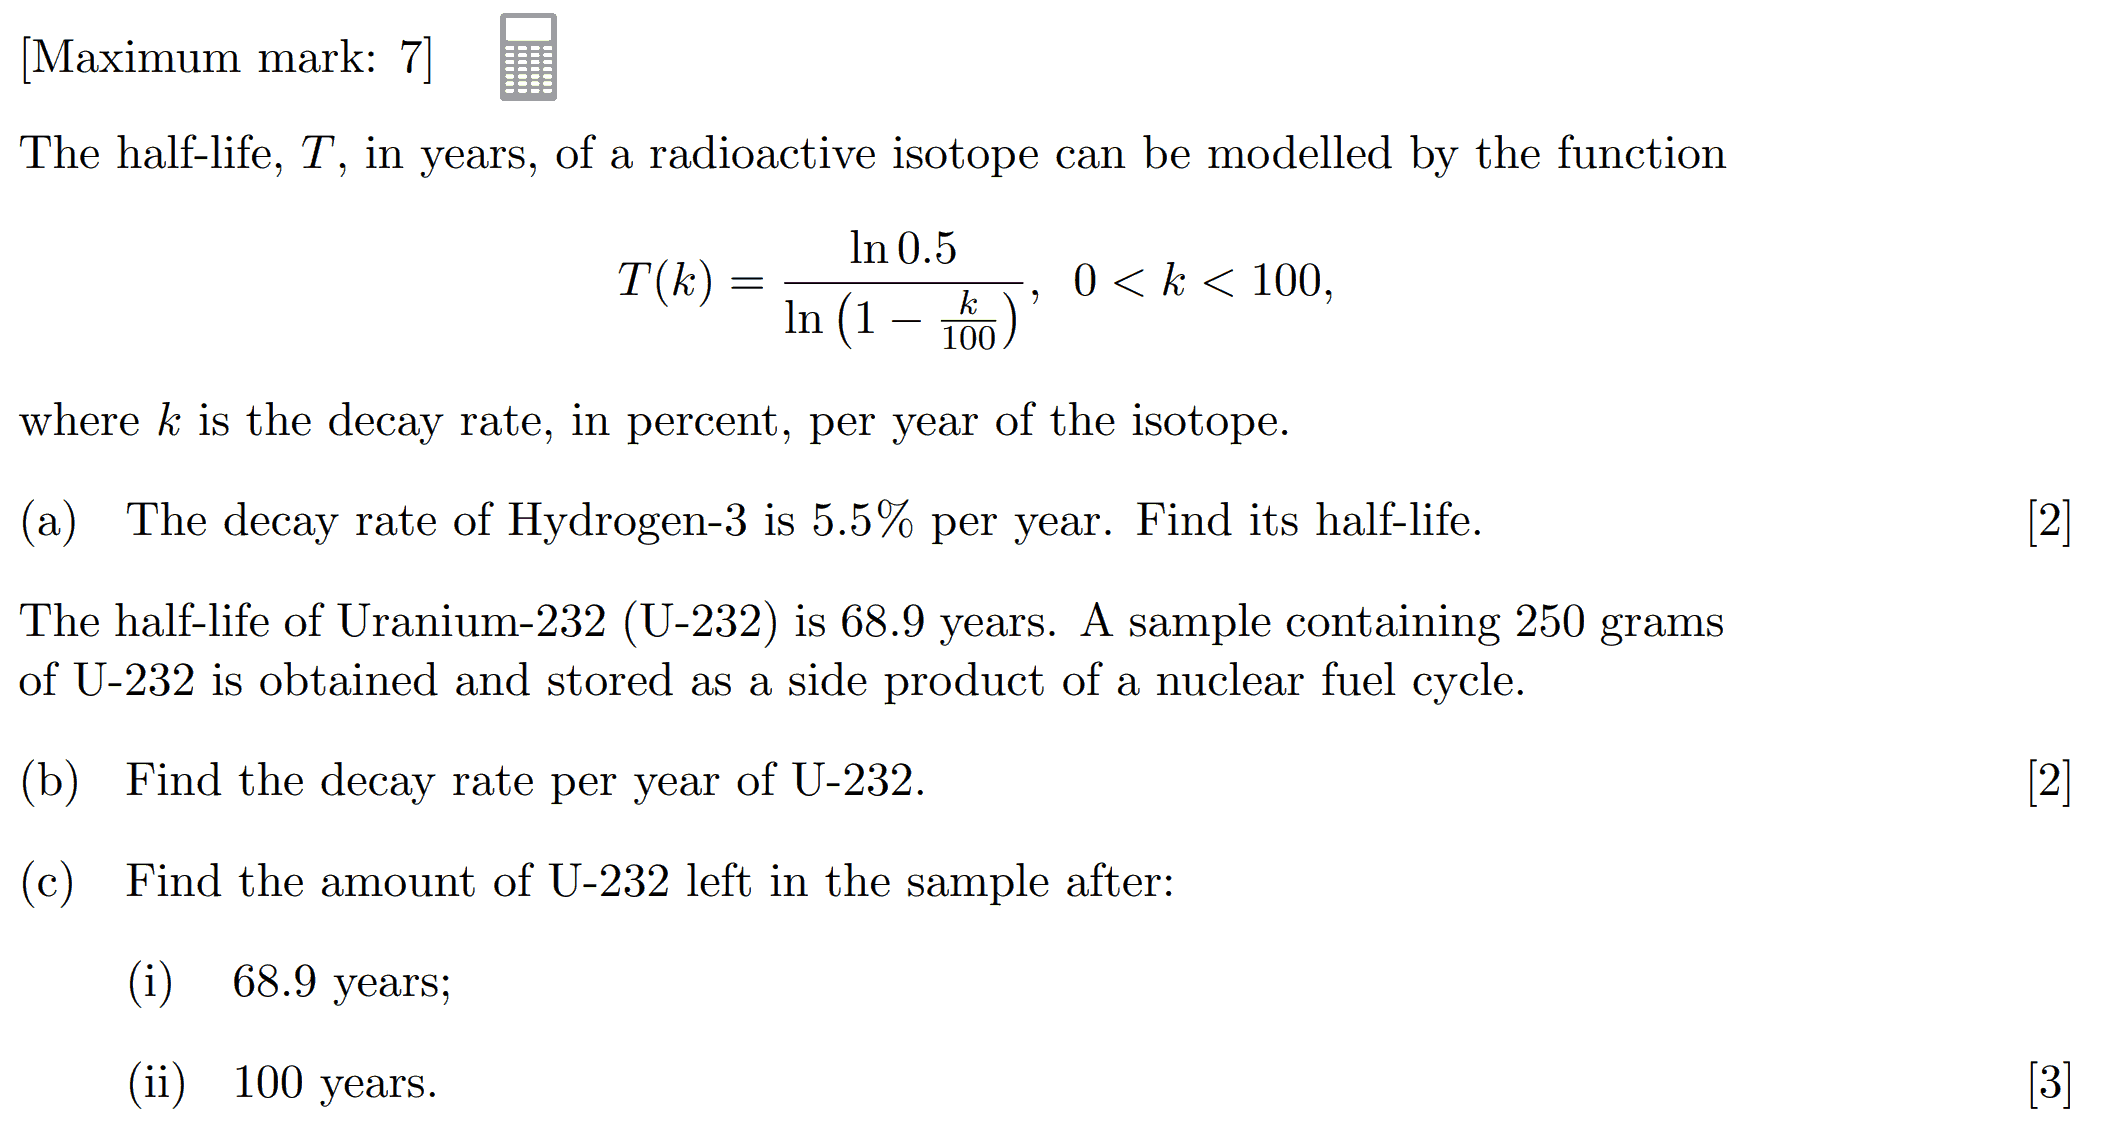 [Maximum mark: 7]
The half-life, T, in years, of a radioactive isotope can be modelled by the function
T(k) = \frac{\ln 0.5}{\ln\left(1 - \frac{k}{100}\right)}, 0 < k < 100,
where k is the decay rate, in percent, per year of the isotope.
(a) The decay rate of Hydrogen-3 is 5.5% per year. Find its half-life. [2]
The half-life of Uranium-232 (U-232) is 68.9 years. A sample containing 250 grams
of U-232 is obtained and stored as a side product of a nuclear fuel cycle.
(b) Find the decay rate per year of U-232. [2]
(c) Find the amount of U-232 left in the sample after:
(i) 68.9 years;
(ii) 100 years. [3]